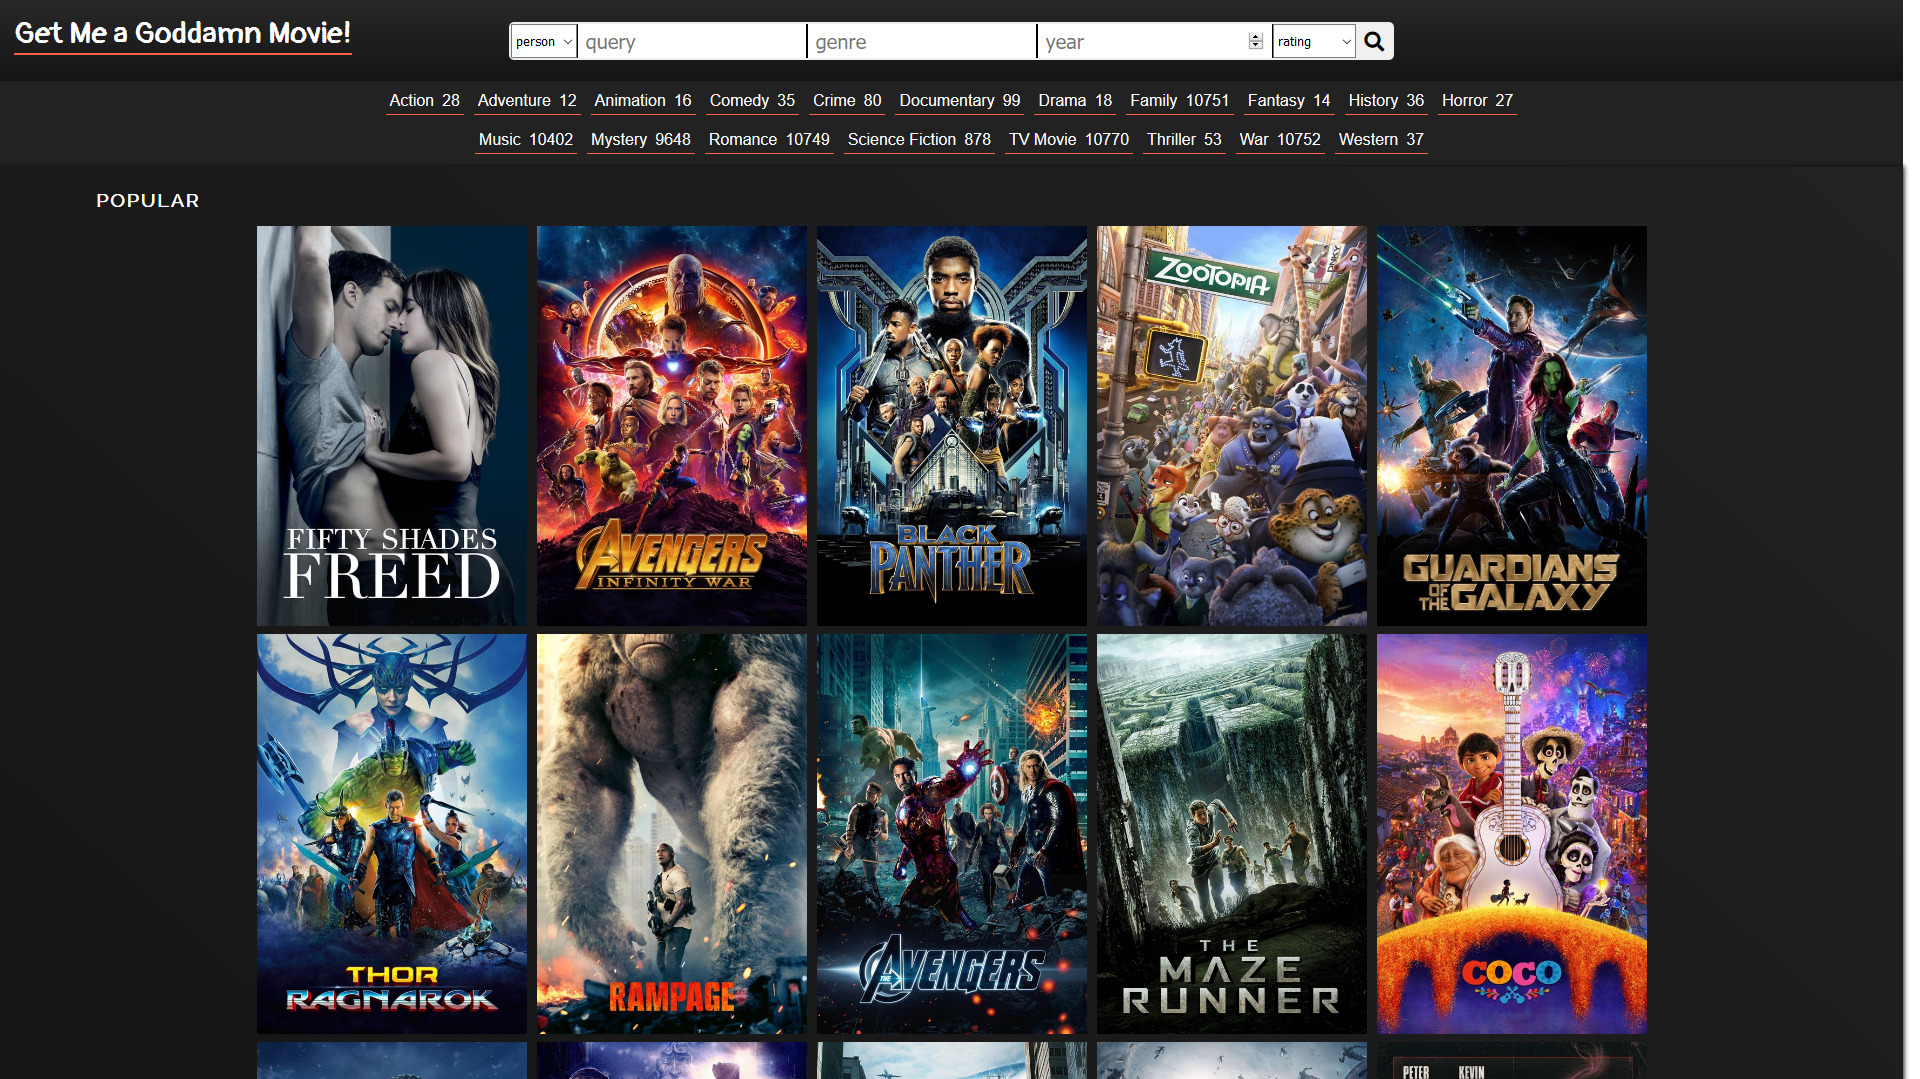 Get Me a Goddamn Movie!
person query genre year rating
Action 28 Adventure 12 Animation 16 Comedy 35 Crime 80 Documentary 99 Drama 18 Family 10751 Fantasy 14 History 36 Horror 27
Music 10402 Mystery 9648 Romance 10749 Science Fiction 878 TV Movie 10770 Thriller 53 War 10752 Western 37
POPULAR
FIFTY SHADES
FREED
AVENGERS
INFINITY WAR
BLACK
PANTHER
ZOOTOPIA
GUARDIANS
OF THE GALAXY
THOR
RAGNAROK
RAMPAGE
THE AVENGERS
THE
MAZE
RUNNER
COCO
PETER KEVIN